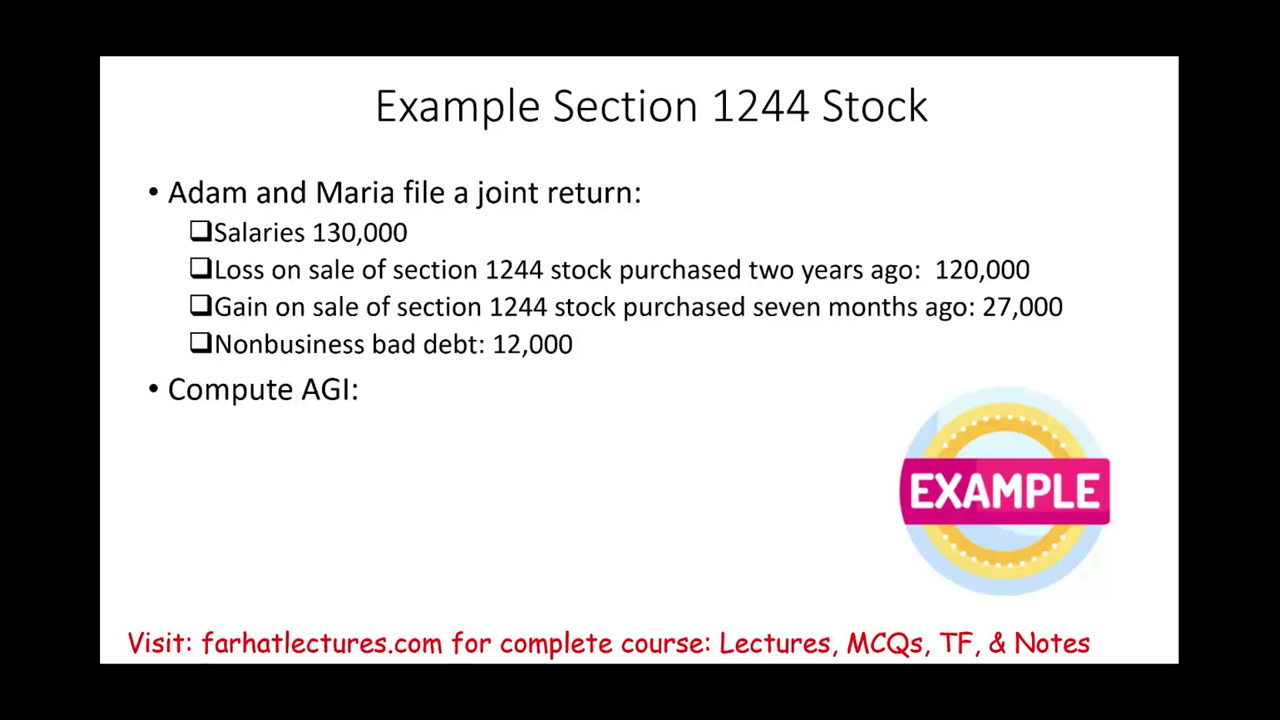 Example Section 1244 Stock
• Adam and Maria file a joint return:
❑Salaries 130,000
❑Loss on sale of section 1244 stock purchased two years ago: 120,000
❑Gain on sale of section 1244 stock purchased seven months ago: 27,000
❑Nonbusiness bad debt: 12,000
• Compute AGI:
EXAMPLE
Visit: farhatlectures.com for complete course: Lectures, MCQs, TF, & Notes